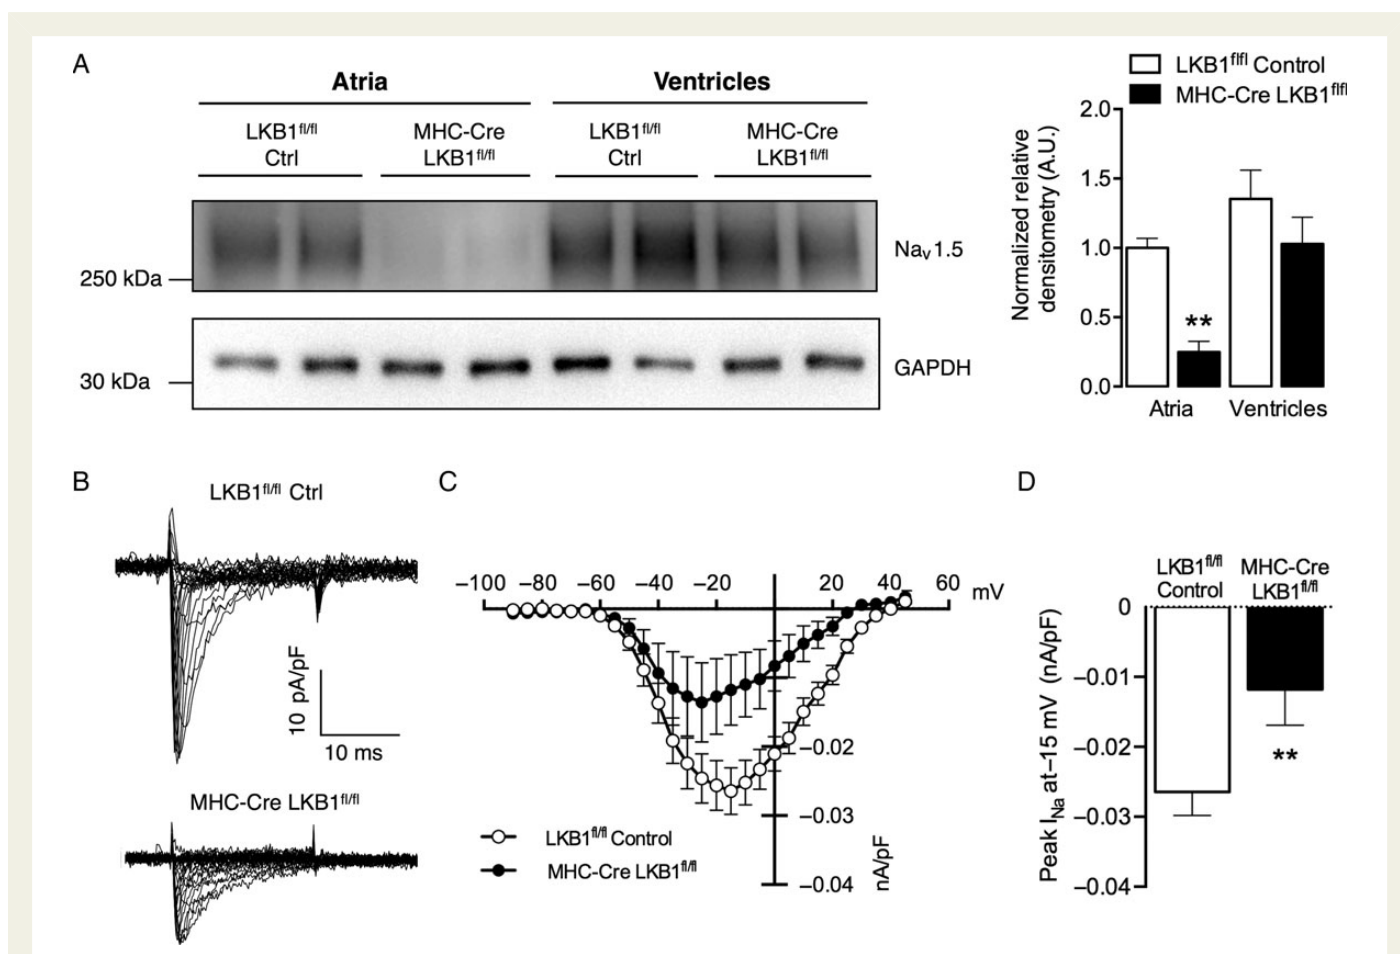 A
Atria
Ventricles
LKB1fl/fl
Ctrl
MHC-Cre
LKB1fl/fl
LKB1fl/fl
Ctrl
MHC-Cre
LKB1fl/fl
Nav1.5
250 kDa
GAPDH
30 kDa
LKB1flfl Control
MHC-Cre LKB1flfl
Normalized relative
densitometry (A.U.)
2.0
1.5
1.0
0.5
0.0
**
Atria
Ventricles
B
LKB1fl/fl Ctrl
10 pA/pF
10 ms
MHC-Cre LKB1fl/fl
C
−100
−80
−60
−40
−20
20
60
mV
−0.02
−0.03
−0.04
nA/pF
LKB1fl/fl Control
MHC-Cre LKB1fl/fl
D
LKB1fl/fl
Control
MHC-Cre
LKB1fl/fl
Peak INa at−15 mV (nA/pF)
0
−0.01
−0.02
−0.03
−0.04
**